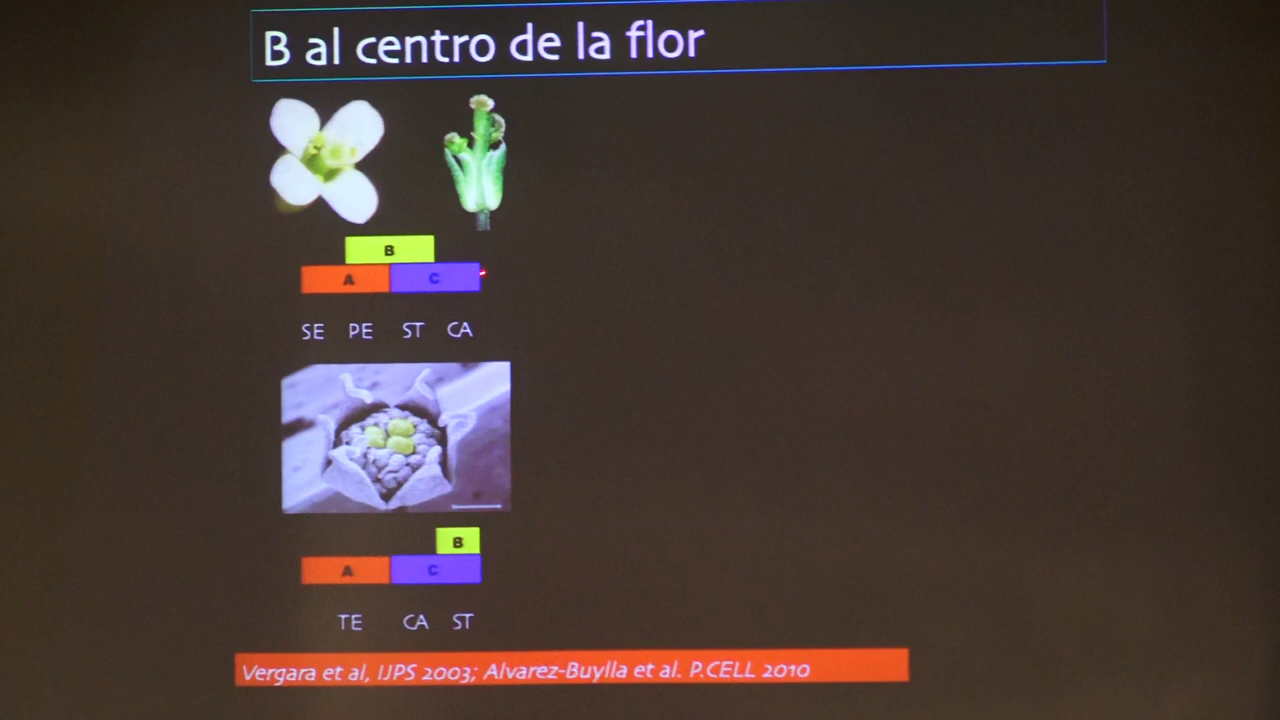 B al centro de la flor
B
A C
SE PE ST CA
B
A C
TE CA ST
Vergara et al, IJPS 2003; Alvarez-Buylla et al. P.CELL 2010